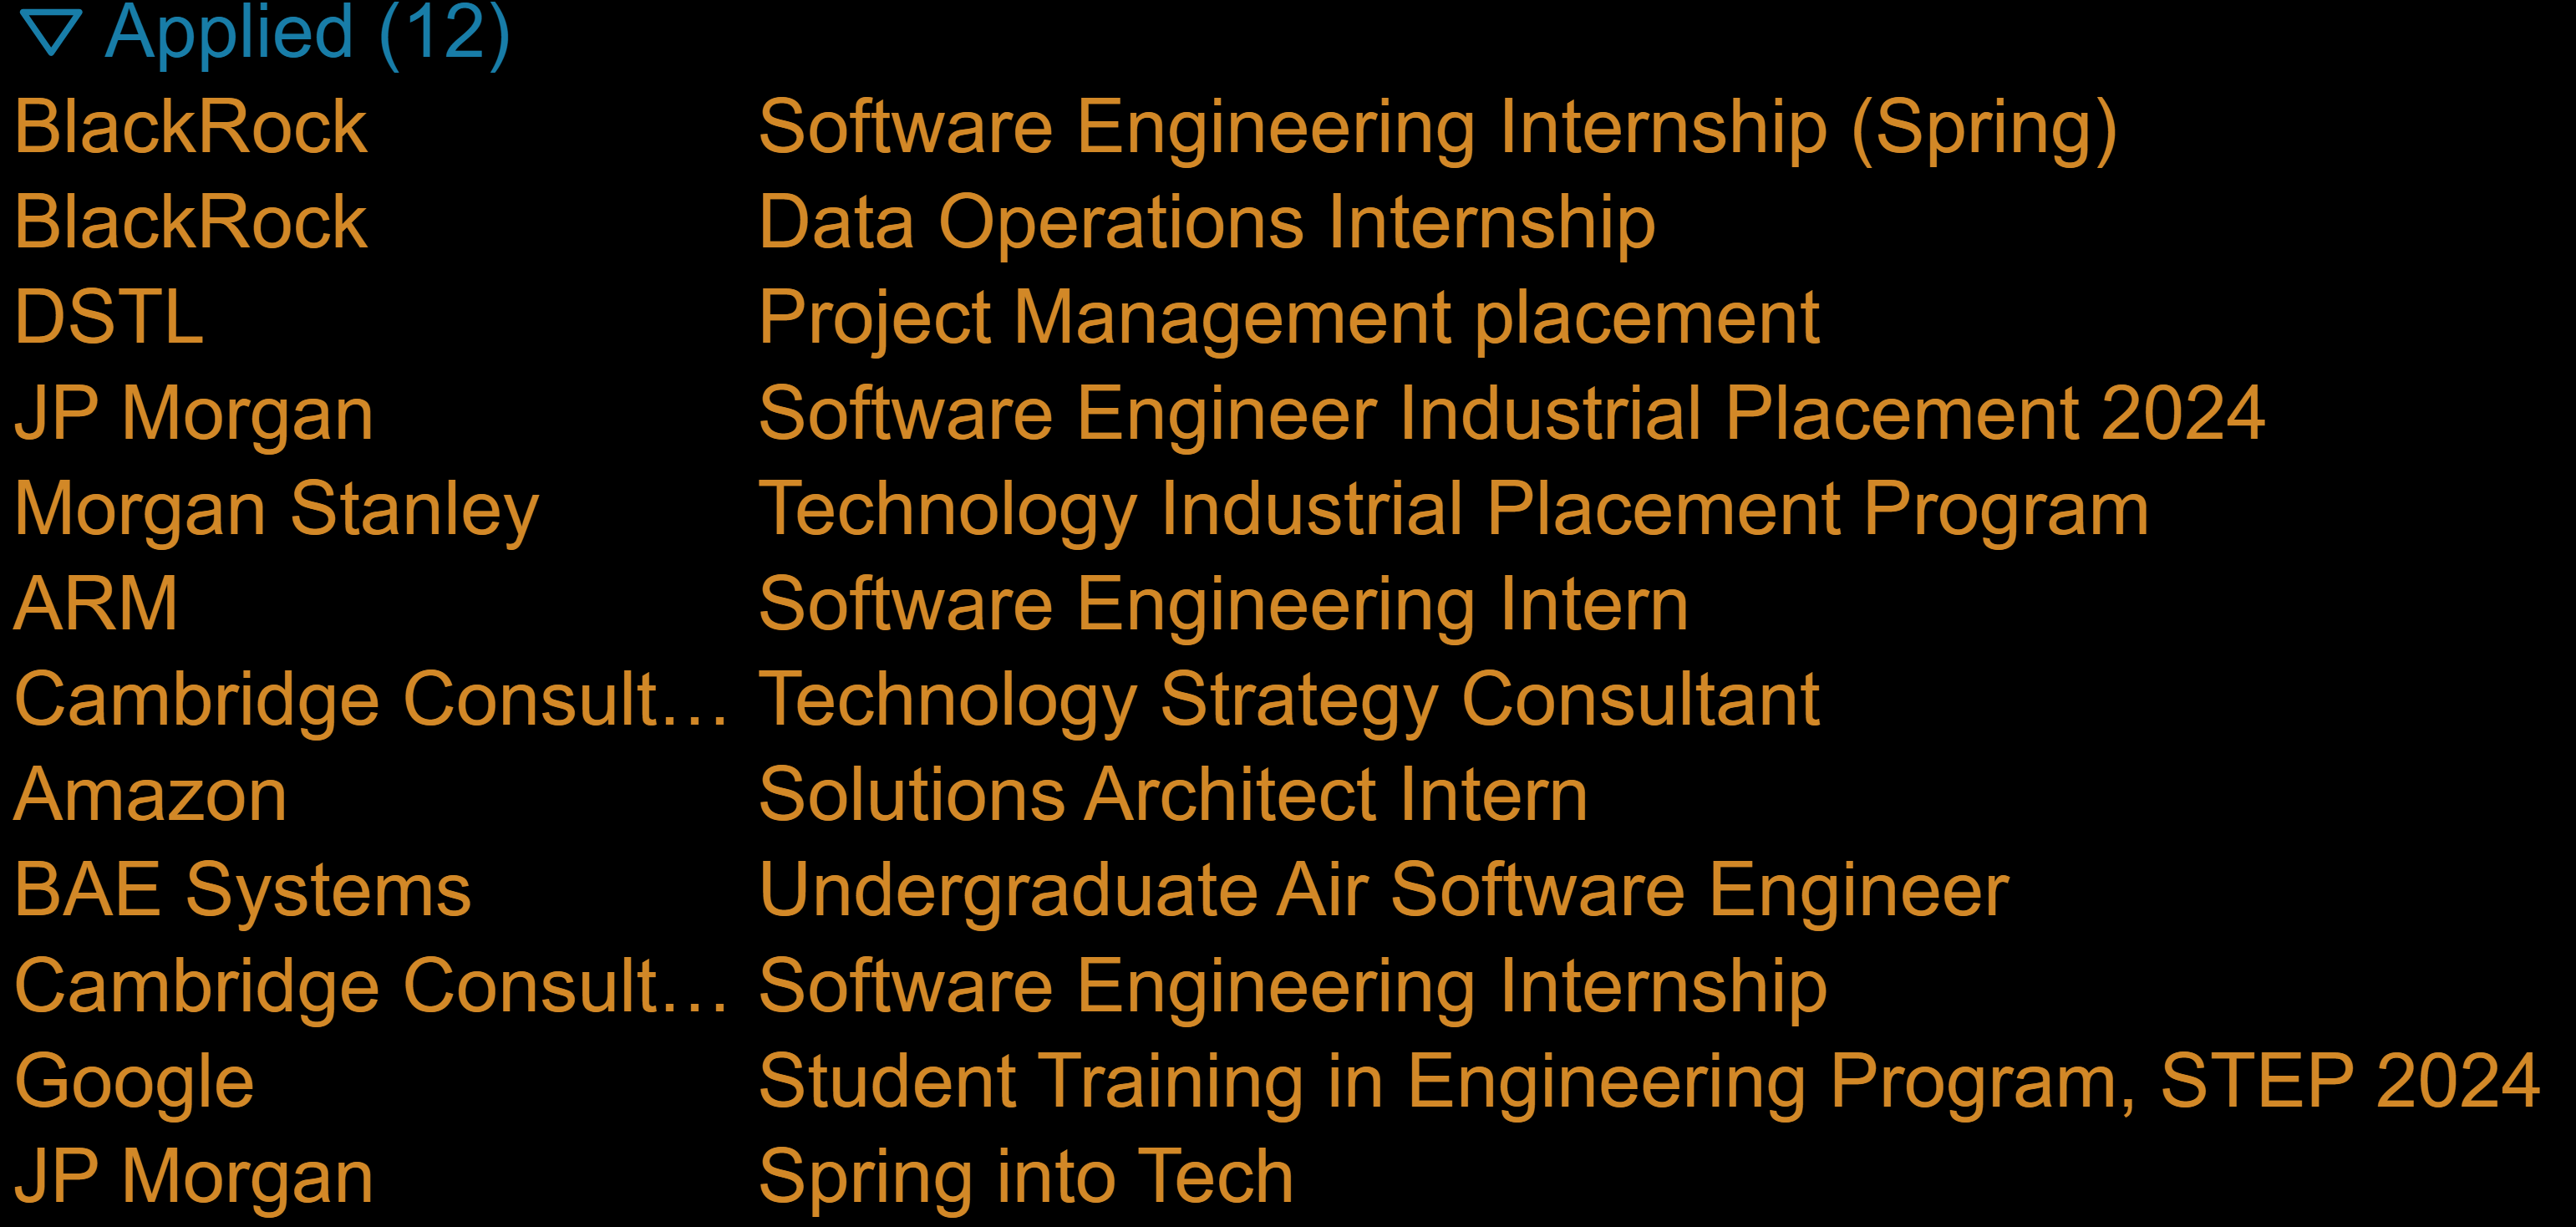 Applied (12)
BlackRock Software Engineering Internship (Spring)
BlackRock Data Operations Internship
DSTL Project Management placement
JP Morgan Software Engineer Industrial Placement 2024
Morgan Stanley Technology Industrial Placement Program
ARM Software Engineering Intern
Cambridge Consult… Technology Strategy Consultant
Amazon Solutions Architect Intern
BAE Systems Undergraduate Air Software Engineer
Cambridge Consult… Software Engineering Internship
Google Student Training in Engineering Program, STEP 2024
JP Morgan Spring into Tech